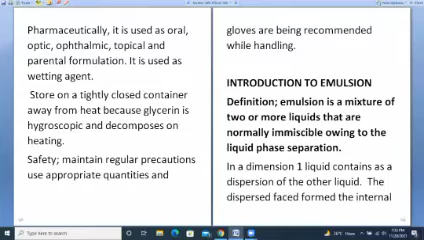 Pharmaceutically, it is used as oral,
optic, ophthalmic, topical and
parental formulation. It is used as
wetting agent.
Store on a tightly closed container
away from heat because glycerin is
hygroscopic and decomposes on
heating.
Safety; maintain regular precautions
use appropriate quantities and
gloves are being recommended
while handling.
INTRODUCTION TO EMULSION
Definition; emulsion is a mixture of
two or more liquids that are
normally immiscible owing to the
liquid phase separation.
In a dimension 1 liquid contains as a
dispersion of the other liquid. The
dispersed faced formed the internal
Type here to search